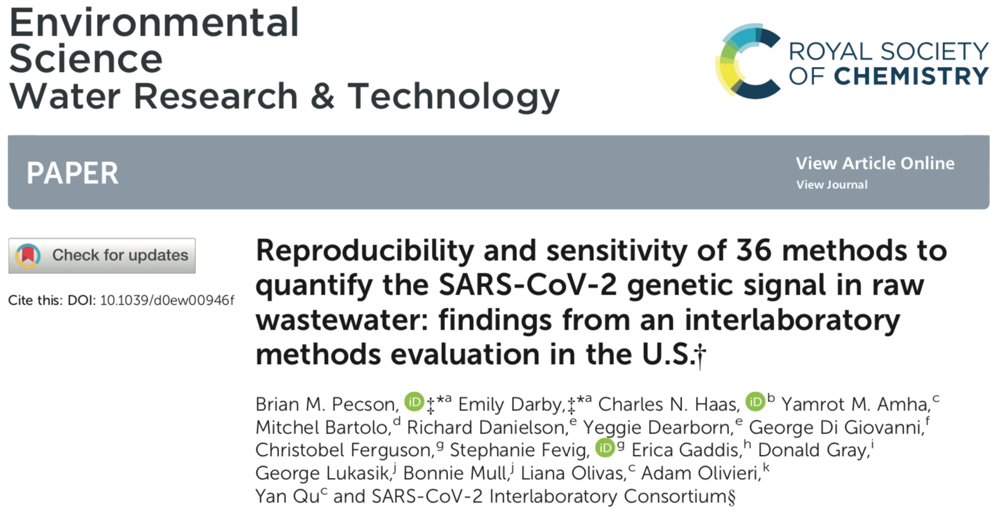 Environmental
Science
Water Research & Technology
ROYAL SOCIETY
OF CHEMISTRY
PAPER
View Article Online
View Journal
Check for updates
Cite this: DOI: 10.1039/d0ew00946f
Reproducibility and sensitivity of 36 methods to
quantify the SARS-CoV-2 genetic signal in raw
wastewater: findings from an interlaboratory
methods evaluation in the U.S.†
Brian M. Pecson, iD ‡*a Emily Darby,‡*a Charles N. Haas, iD b Yamrot M. Amha,c
Mitchel Bartolo,d Richard Danielson,e Yeggie Dearborn,e George Di Giovanni,f
Christobel Ferguson,g Stephanie Fevig, iD g Erica Gaddis,h Donald Gray,i
George Lukasik,j Bonnie Mull,j Liana Olivas,c Adam Olivieri,k
Yan Quc and SARS-CoV-2 Interlaboratory Consortium§